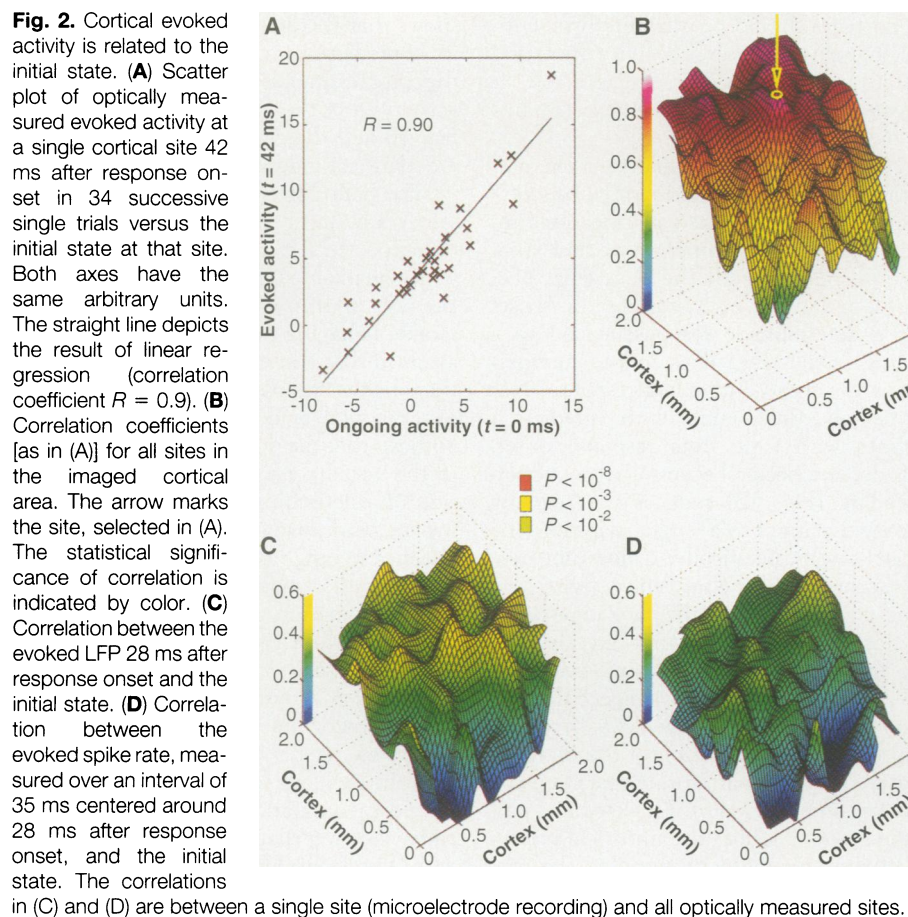 Fig. 2. Cortical evoked
activity is related to the
initial state. (A) Scatter
plot of optically mea-
sured evoked activity at
a single cortical site 42
ms after response on-
set in 34 successive
single trials versus the
initial state at that site.
Both axes have the
same arbitrary units.
The straight line depicts
the result of linear re-
gression (correlation
coefficient R = 0.9). (B)
Correlation coefficients
[as in (A)] for all sites in
the imaged cortical
area. The arrow marks
the site, selected in (A).
The statistical signifi-
cance of correlation is
indicated by color. (C)
Correlation between the
evoked LFP 28 ms after
response onset and the
initial state. (D) Correla-
tion between the
evoked spike rate, mea-
sured over an interval of
35 ms centered around
28 ms after response
onset, and the initial
state. The correlations
in (C) and (D) are between a single site (microelectrode recording) and all optically measured sites.
A
20
15
10
5
0
-5
Evoked activity (t = 42 ms)
R = 0.90
-10 -5 0 5 10 15
Ongoing activity (t = 0 ms)
B
1.0
0.8
0.6
0.4
0.2
0
2.0
1.5
1.0
0.5
0
Cortex (mm)
0
0.5
1.0
1.5
Cortex (mm
P < 10⁻⁸
P < 10⁻³
P < 10⁻²
C
0.6
0.4
0.2
0
2.0
1.5
1.0
0.5
0
Cortex (mm)
0
0.5
1.0
1.5
2.0
Cortex (mm)
D
0.6
0.4
0.2
0
2.0
1.5
1.0
0.5
0
Cortex (mm)
0
0.5
1.0
1.5
Cortex (mm